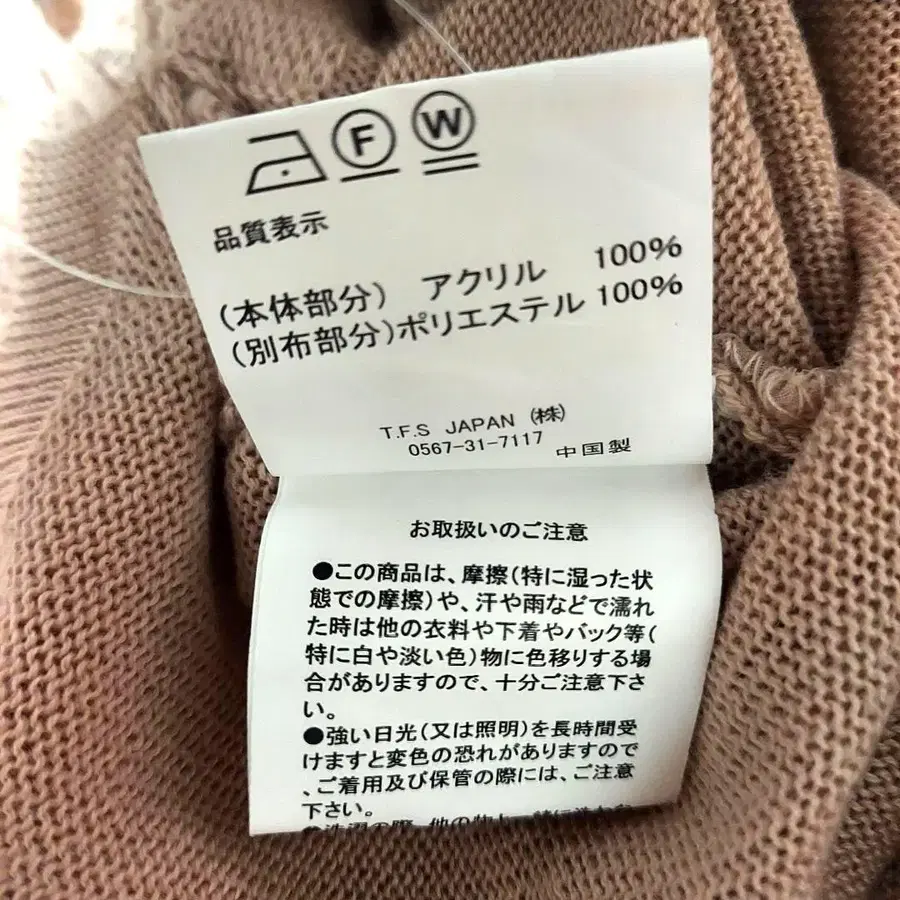 F W
品質表示
(本体部分) アクリル 100%
(別布部分)ポリエステル 100%
T.F.S JAPAN (株)
0567-31-7117 中国製
お取扱いのご注意
●この商品は、摩擦(特に湿った状
態での摩擦)や、汗や雨などで濡れ
た時は他の衣料や下着やバック等(
特に白や淡い色)物に色移りする場
合がありますので、十分ご注意下さ
い。
●強い日光(又は照明)を長時間受
けますと変色の恐れがありますので
、ご着用及び保管の際には、ご注意
下さい。